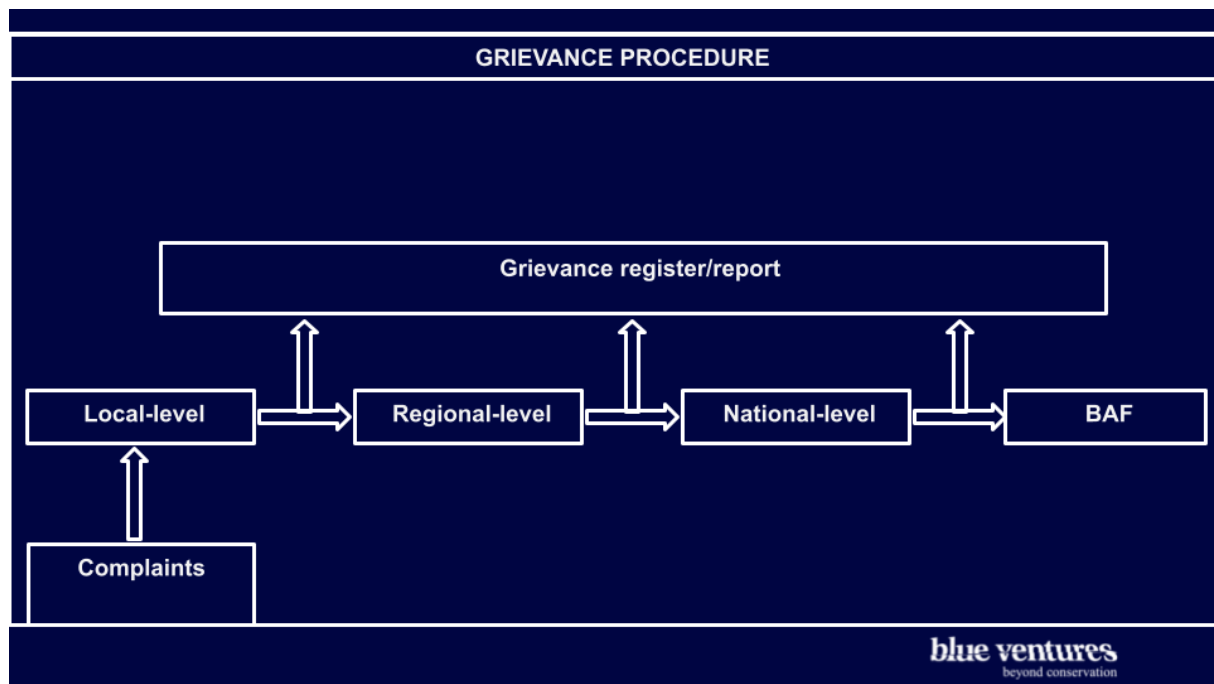 GRIEVANCE PROCEDURE
Grievance register/report
Local-level
Regional-level
National-level
BAF
Complaints
blue ventures
beyond conservation